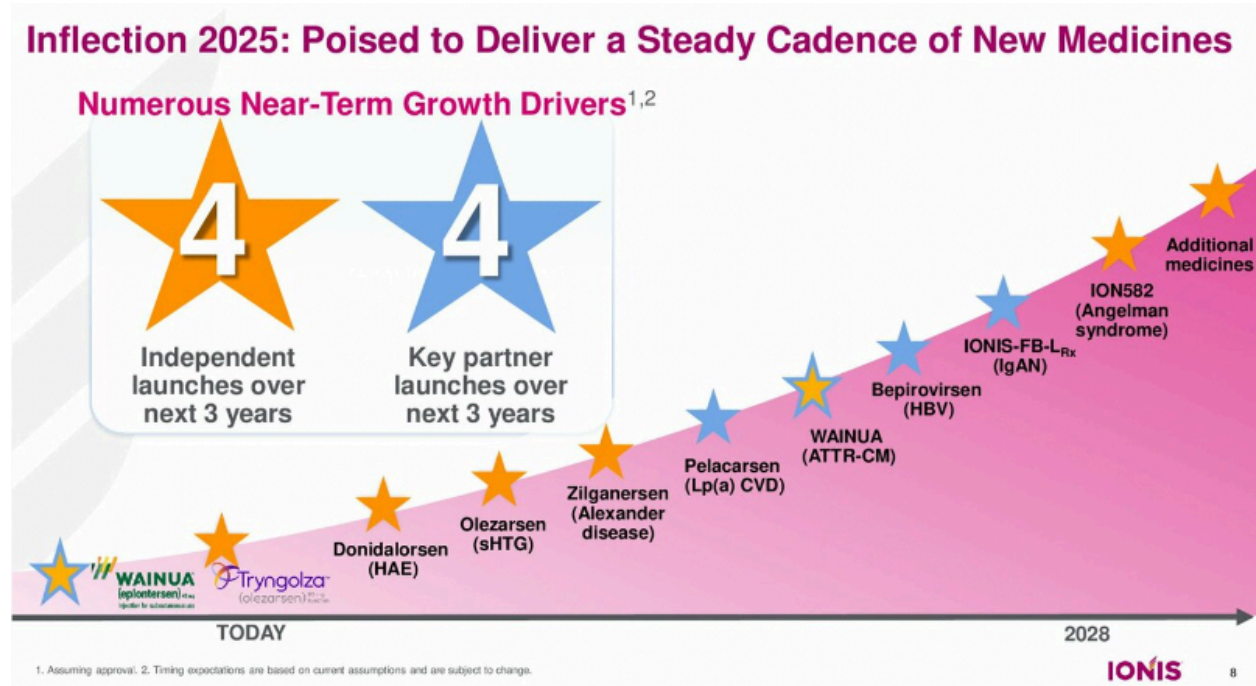 Inflection 2025: Poised to Deliver a Steady Cadence of New Medicines
Numerous Near-Term Growth Drivers1,2
4
Independent
launches over
next 3 years
4
Key partner
launches over
next 3 years
WAINUA
(eplontersen)
Tryngolza
(olezarsen)
Donidalorsen
(HAE)
Olezarsen
(sHTG)
Zilganersen
(Alexander
disease)
Pelacarsen
(Lp(a) CVD)
WAINUA
(ATTR-CM)
Bepirovirsen
(HBV)
IONIS-FB-LRx
(IgAN)
ION582
(Angelman
syndrome)
Additional
medicines
TODAY
2028
1. Assuming approval. 2. Timing expectations are based on current assumptions and are subject to change.
IONIS
8